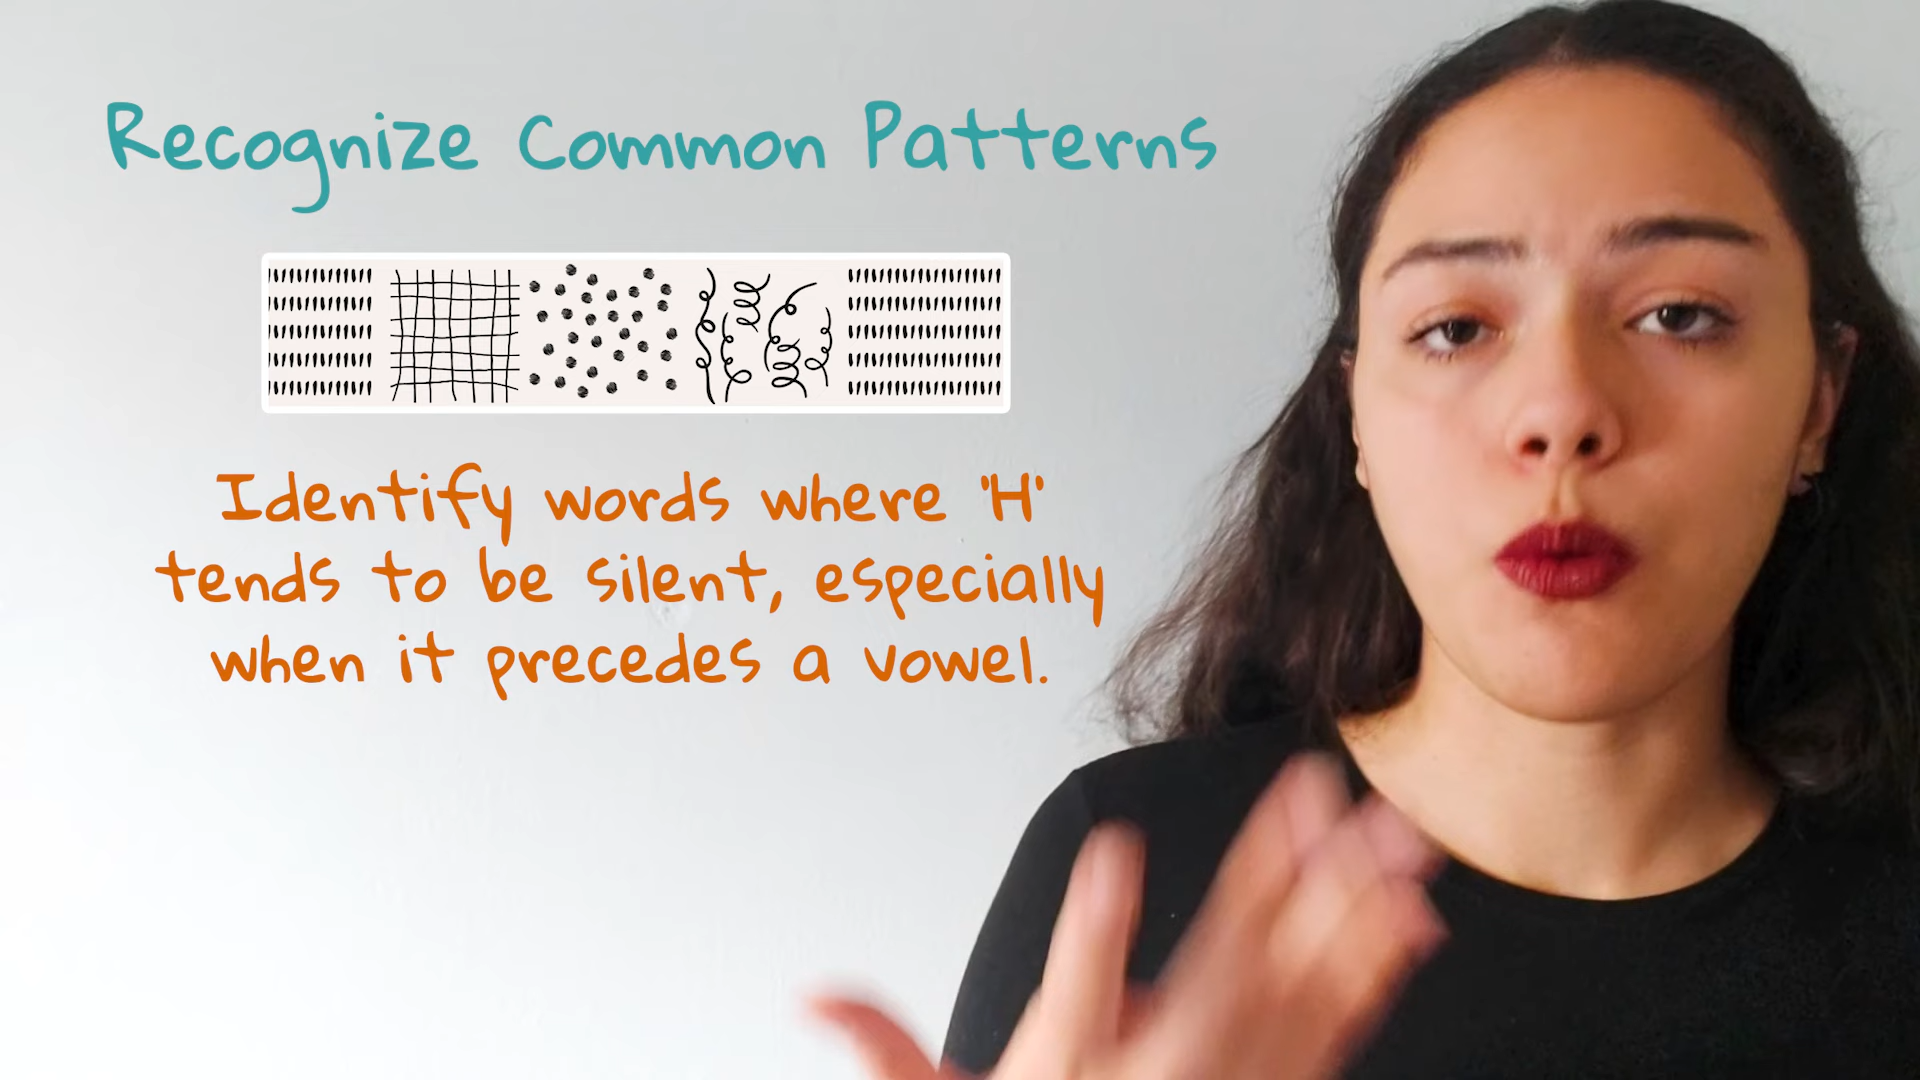 Recognize Common Patterns
Identify words where 'H'
tends to be silent, especially
when it precedes a vowel.